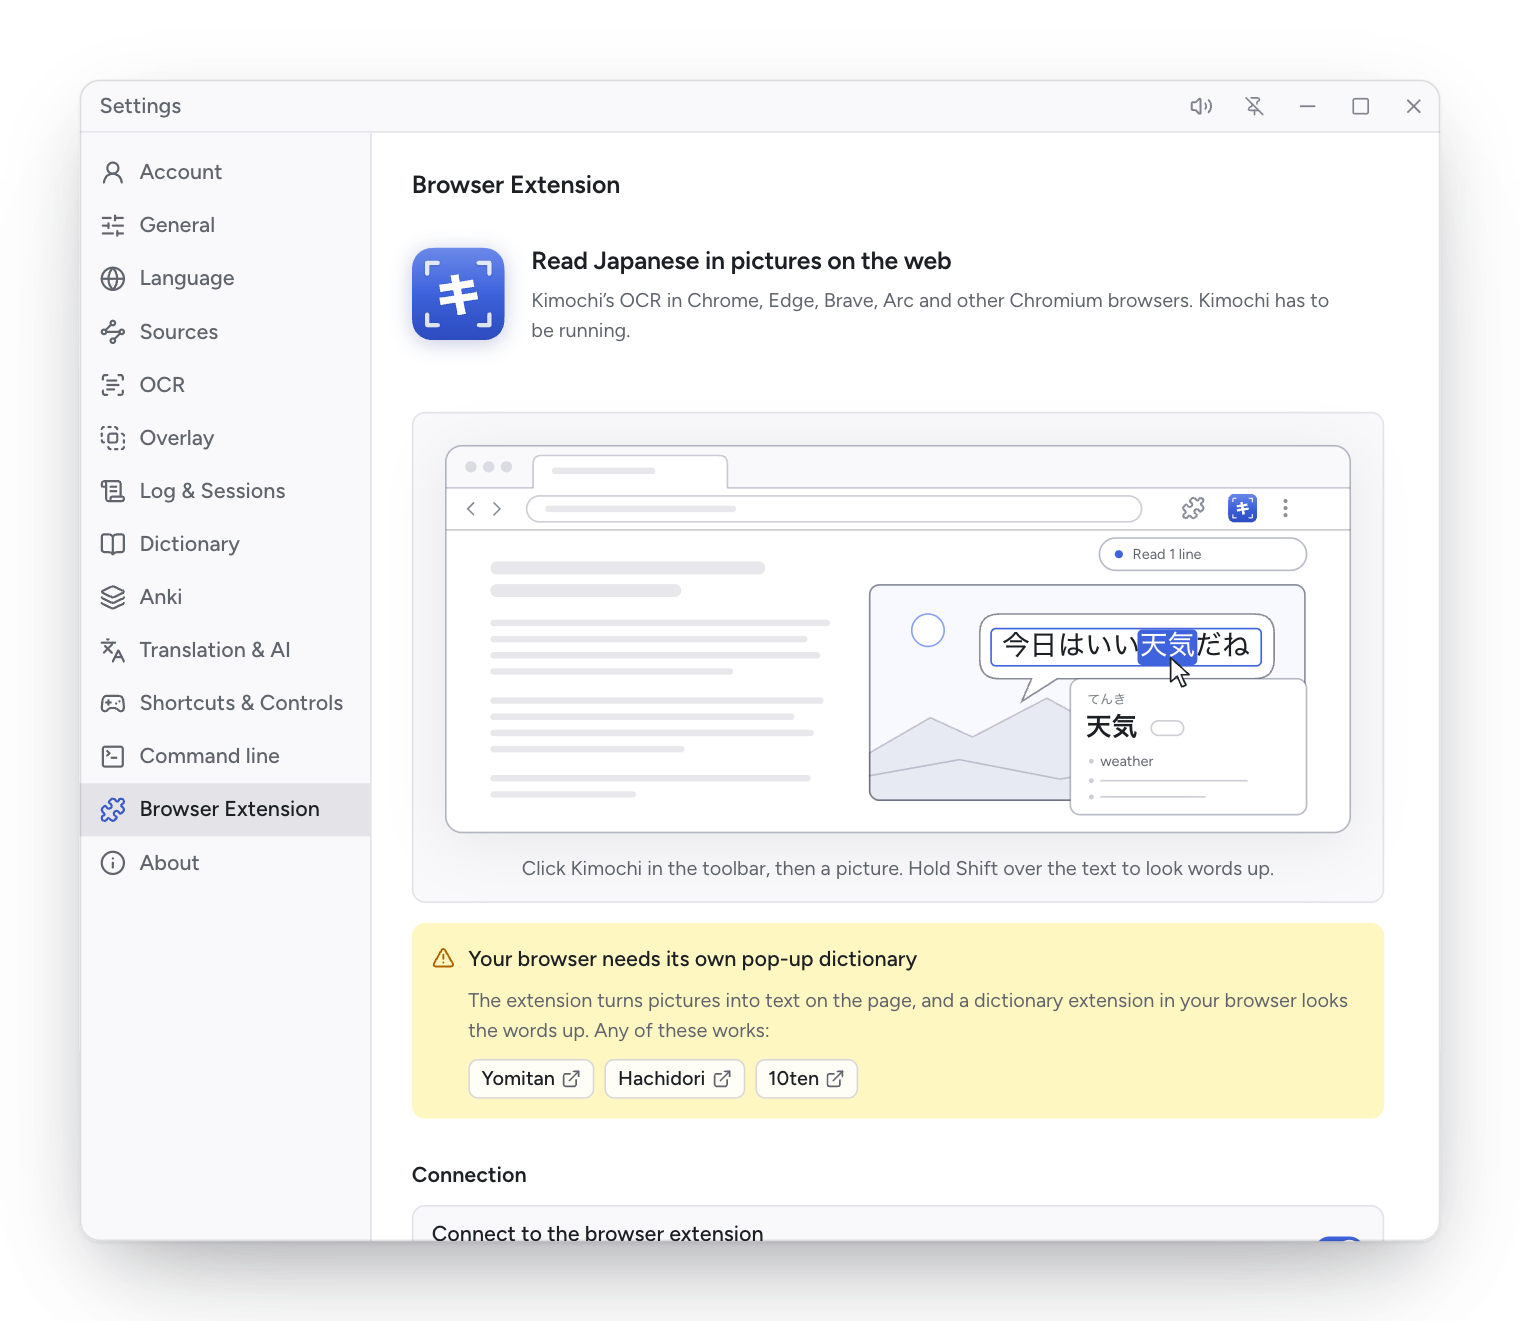 Settings
Account
General
Language
Sources
OCR
Overlay
Log & Sessions
Dictionary
Anki
Translation & AI
Shortcuts & Controls
Command line
Browser Extension
About
Browser Extension
キ
Read Japanese in pictures on the web
Kimochi’s OCR in Chrome, Edge, Brave, Arc and other Chromium browsers. Kimochi has to
be running.
キ
Read 1 line
今日はいい天気だね
てんき
天気
weather
Click Kimochi in the toolbar, then a picture. Hold Shift over the text to look words up.
Your browser needs its own pop-up dictionary
The extension turns pictures into text on the page, and a dictionary extension in your browser looks
the words up. Any of these works:
Yomitan
Hachidori
10ten
Connection
Connect to the browser extension